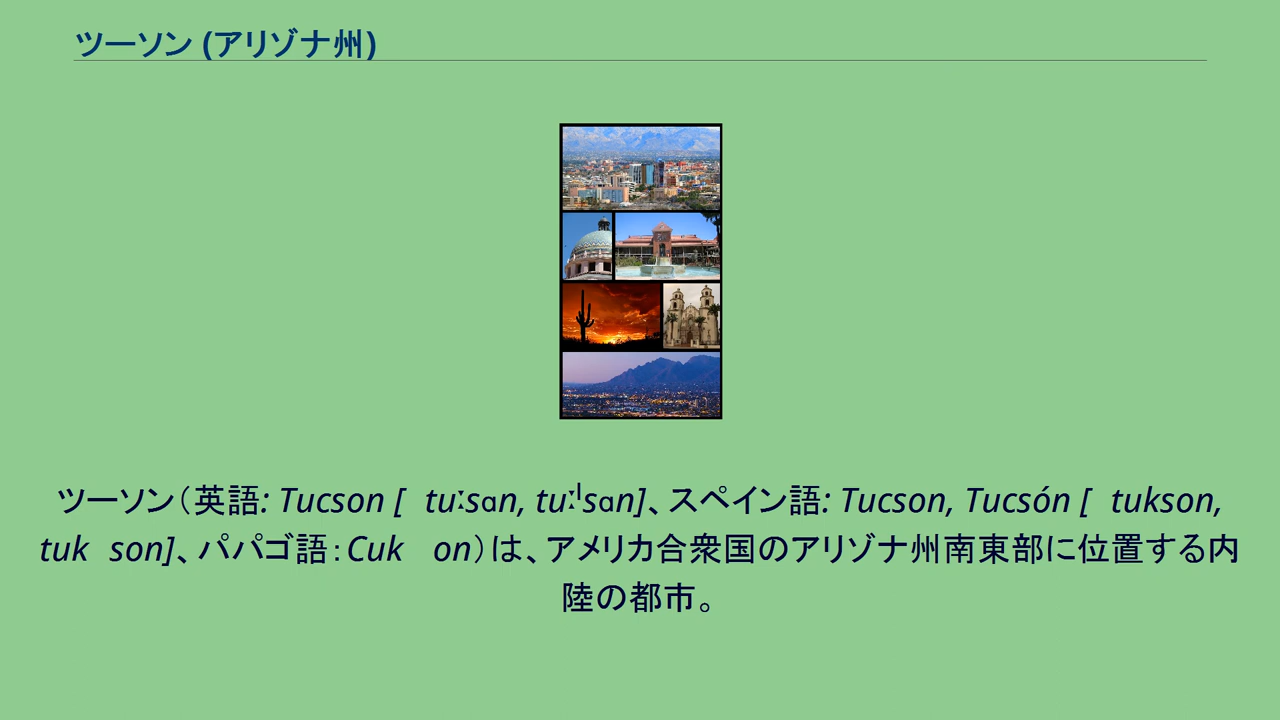 ツーソン (アリゾナ州)
ツーソン（英語: Tucson [ tuːsɑn, tuːˈsɑn]、スペイン語: Tucson, Tucsón [ tukson,
tuk son]、パパゴ語：Cuk on）は、アメリカ合衆国のアリゾナ州南東部に位置する内
陸の都市。